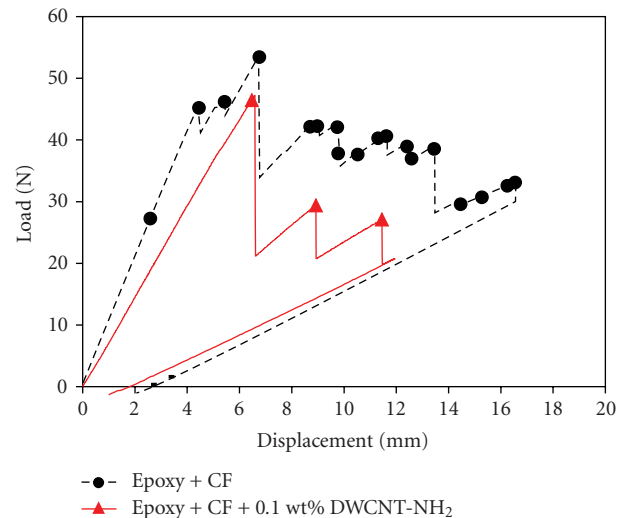 60
50
40
30
20
10
0
Load (N)
0 2 4 6 8 10 12 14 16 18 20
Displacement (mm)
Epoxy + CF
Epoxy + CF + 0.1 wt% DWCNT-NH₂